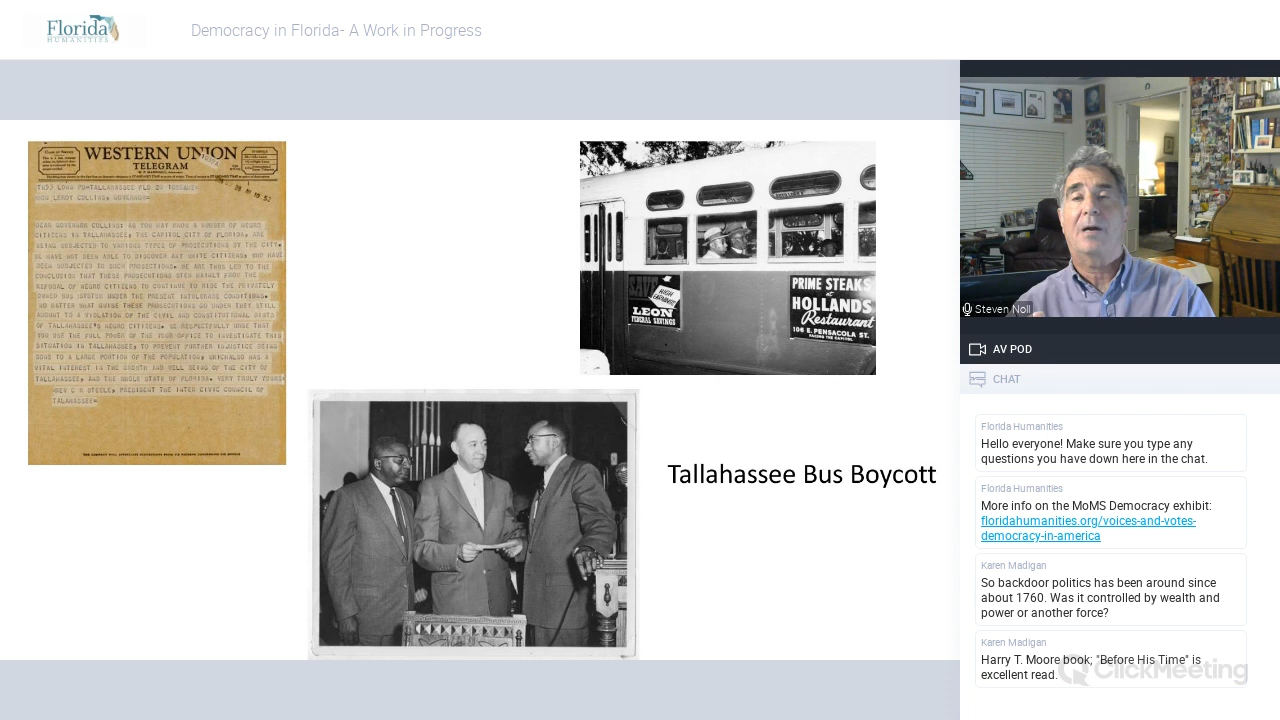 Florida
HUMANITIES
Democracy in Florida- A Work in Progress
WESTERN UNION
TELEGRAM
DEAR GOVERNOR COLLINS: AS YOU MAY KNOW A NUMBER OF NEGRO
CITIZENS IN TALLAHASSEE, THE CAPITOL CITY OF FLORIDA, ARE
BEING SUBJECTED TO VARIOUS TYPES OF PROSECUTIONS BY THE CITY.
WE HAVE NOT BEEN ABLE TO DISCOVER ANY WHITE CITIZENS WHO HAVE
BEEN SUBJECTED TO SUCH PROSECUTIONS. WE ARE THUS LED TO THE
CONCLUSION THAT THESE PROSECUTIONS STEM MAINLY FROM THE
REFUSAL OF NEGRO CITIZENS TO CONTINUE TO RIDE THE PRIVATELY
OWNED BUS SYSTEM UNDER THE PRESENT INTOLERABLE CONDITIONS.
NO MATTER WHAT GUISE THESE PROSECUTIONS GO UNDER THEY STILL
AMOUNT TO A VIOLATION OF THE CIVIL AND CONSTITUTIONAL RIGHTS
OF TALLAHASSEE'S NEGRO CITIZENS. WE RESPECTFULLY URGE THAT
YOU USE THE FULL POWER OF THE YOUR OFFICE TO INVESTIGATE THIS
SITUATION IN TALLAHASSEE, TO PREVENT FURTHER INJUSTICE BEING
DONE TO A LARGE PORTION OF THE POPULATION, WHICH ALSO HAS A
VITAL INTEREST IN THE GROWTH AND WELL BEING OF THE CITY OF
TALLAHASSEE, AND THE WHOLE STATE OF FLORIDA. VERY TRULY YOURS
REV C K STEELE, PRESIDENT THE INTER CIVIC COUNCIL OF
TALAHASSEE
HIGH
EARNINGS
LEON
FEDERAL SAVINGS
PRIME STEAKS
HOLLANDS
Restaurant
106 E. PENSACOLA ST.
FACING THE CAPITOL
Tallahassee Bus Boycott
Steven Noll
AV POD
CHAT
Florida Humanities
Hello everyone! Make sure you type any
questions you have down here in the chat.
Florida Humanities
More info on the MoMS Democracy exhibit:
floridahumanities.org/voices-and-votes-
democracy-in-america
Karen Madigan
So backdoor politics has been around since
about 1760. Was it controlled by wealth and
power or another force?
Karen Madigan
Harry T. Moore book; "Before His Time" is
excellent read.
ClickMeeting